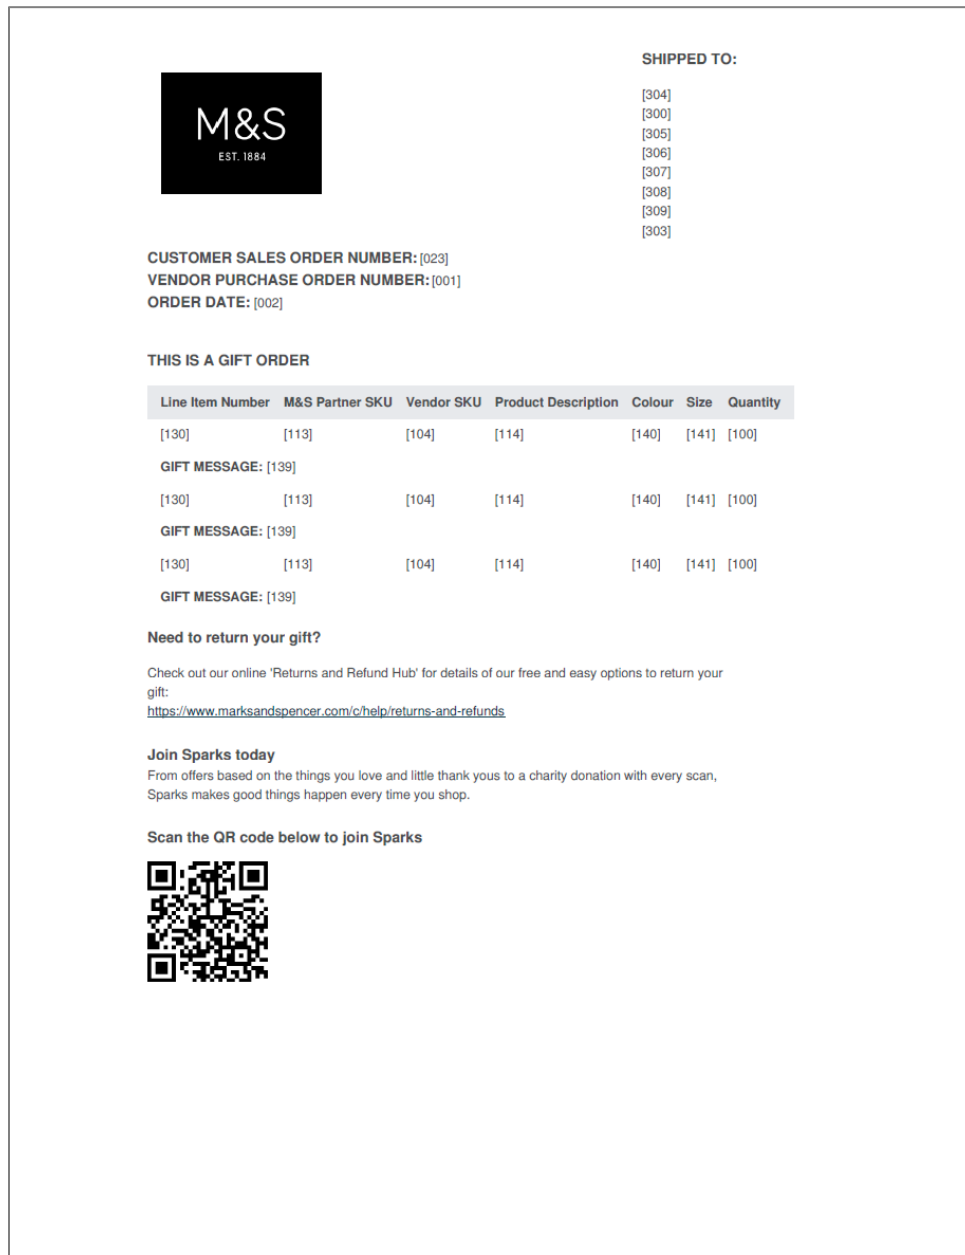 SHIPPED TO:
M&S
EST. 1884
[304]
[300]
[305]
[306]
[307]
[308]
[309]
[303]
CUSTOMER SALES ORDER NUMBER: [023]
VENDOR PURCHASE ORDER NUMBER: [001]
ORDER DATE: [002]
THIS IS A GIFT ORDER
Line Item Number M&S Partner SKU Vendor SKU Product Description Colour Size Quantity
[130] [113] [104] [114] [140] [141] [100]
GIFT MESSAGE: [139]
[130] [113] [104] [114] [140] [141] [100]
GIFT MESSAGE: [139]
[130] [113] [104] [114] [140] [141] [100]
GIFT MESSAGE: [139]
Need to return your gift?
Check out our online 'Returns and Refund Hub' for details of our free and easy options to return your
gift:
https://www.marksandspencer.com/c/help/returns-and-refunds
Join Sparks today
From offers based on the things you love and little thank yous to a charity donation with every scan,
Sparks makes good things happen every time you shop.
Scan the QR code below to join Sparks